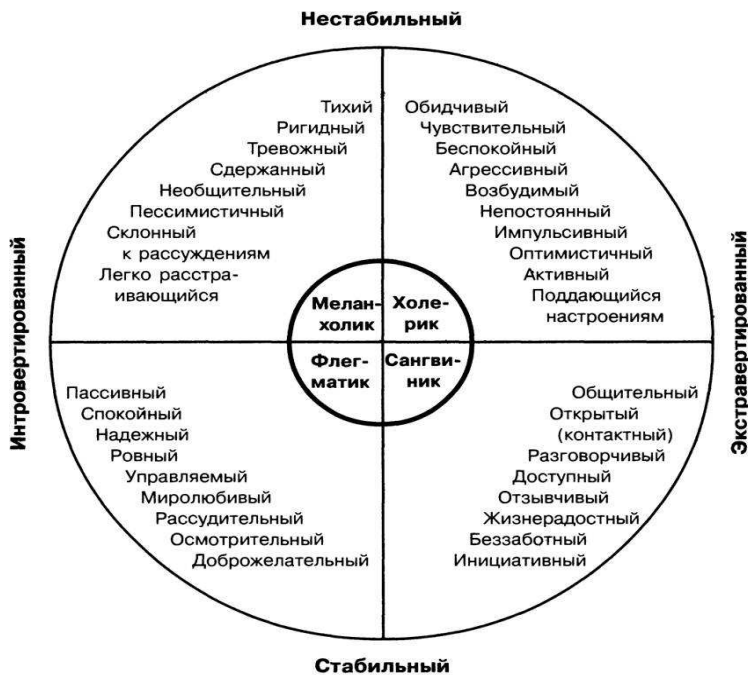 Нестабильный
Тихий
Ригидный
Тревожный
Сдержанный
Необщительный
Пессимистичный
Склонный
к рассуждениям
Легко расстра-
ивающийся
Обидчивый
Чувствительный
Беспокойный
Агрессивный
Возбудимый
Непостоянный
Импульсивный
Оптимистичный
Активный
Поддающийся
настроениям
Интровертированный
Экстравертированный
Мелан-
холик
Холе-
рик
Флег-
матик
Сангви-
ник
Пассивный
Спокойный
Надежный
Ровный
Управляемый
Миролюбивый
Рассудительный
Осмотрительный
Доброжелательный
Общительный
Открытый
(контактный)
Разговорчивый
Доступный
Отзывчивый
Жизнерадостный
Беззаботный
Инициативный
Стабильный